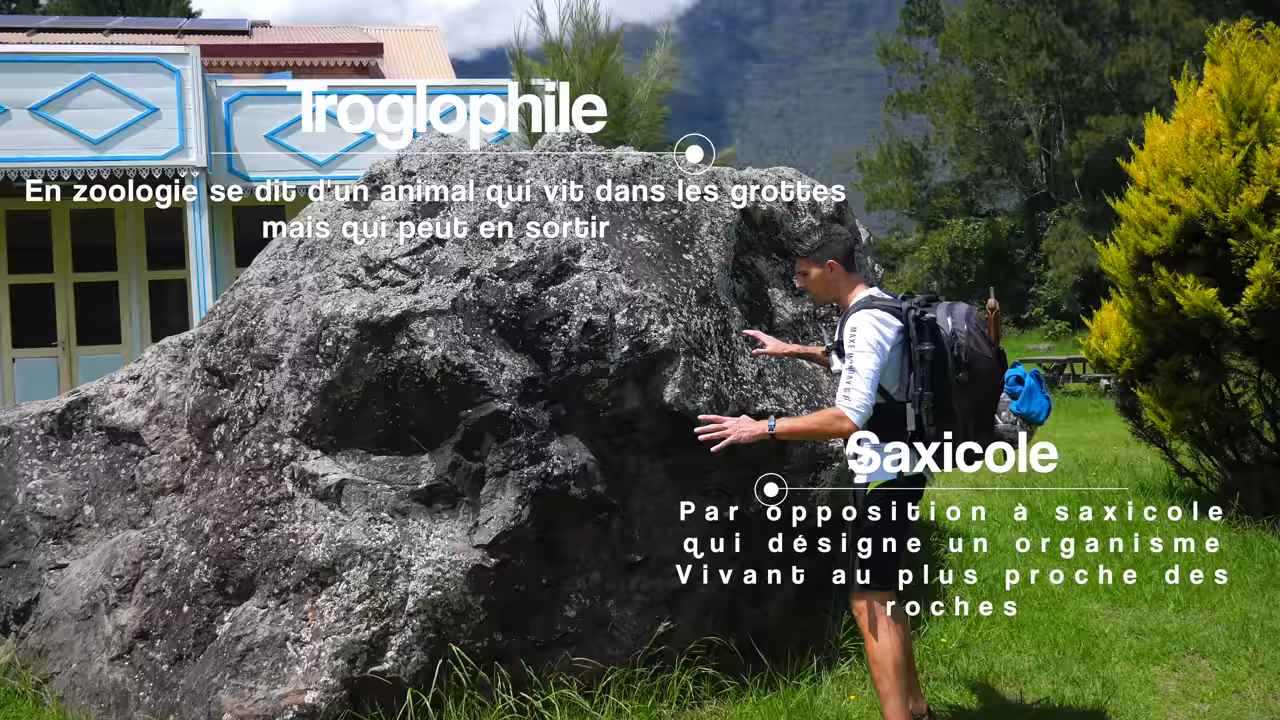 Troglophile
En zoologie se dit d'un animal qui vit dans les grottes
mais qui peut en sortir
Saxicole
Par opposition à saxicole
qui désigne un organisme
Vivant au plus proche des
roches